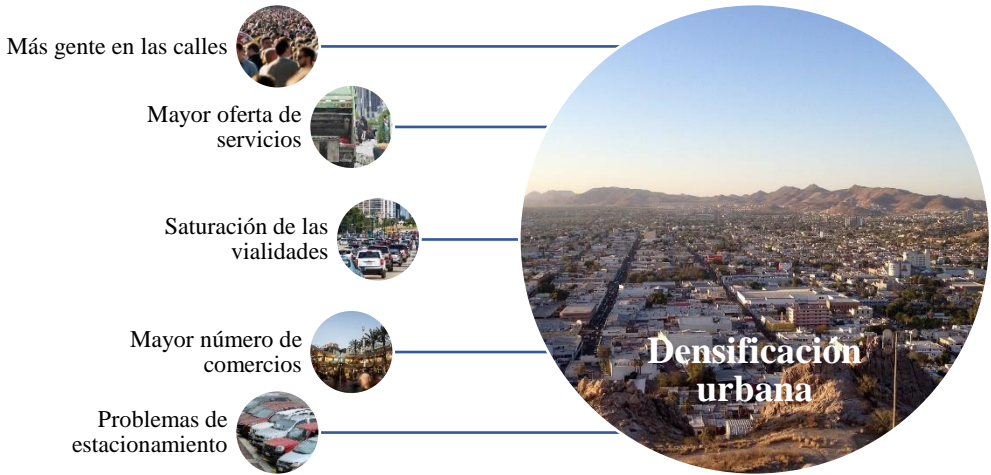 Más gente en las calles
Mayor oferta de
servicios
Saturación de las
vialidades
Mayor número de
comercios
Problemas de
estacionamiento
Densificación
urbana